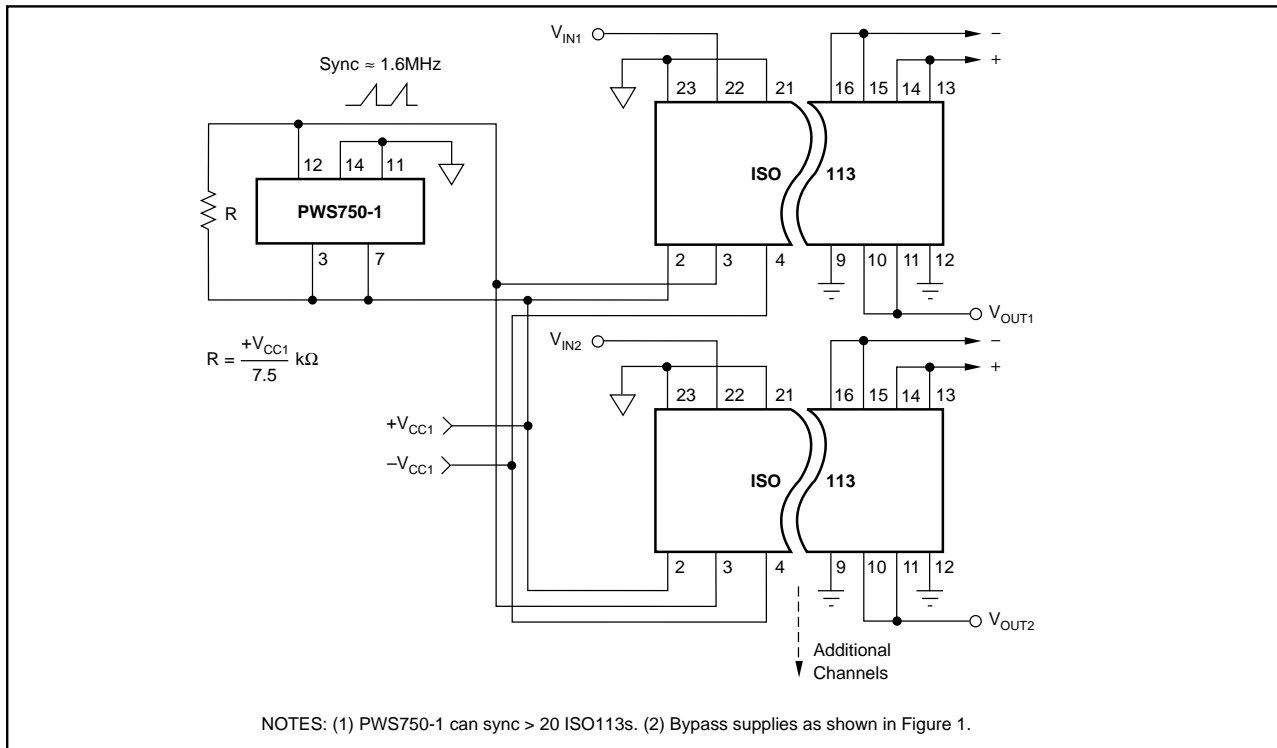 V_IN1
–
+
Sync ≈ 1.6MHz
23 22 21 16 15 14 13
12 14 11
ISO 113
R
PWS750-1
3 7
2 3 4 9 10 11 12
V_OUT1
R = +V_CC1 / 7.5 kΩ
V_IN2
–
+
23 22 21 16 15 14 13
+V_CC1
–V_CC1
ISO 113
2 3 4 9 10 11 12
V_OUT2
Additional
Channels
NOTES: (1) PWS750-1 can sync > 20 ISO113s. (2) Bypass supplies as shown in Figure 1.